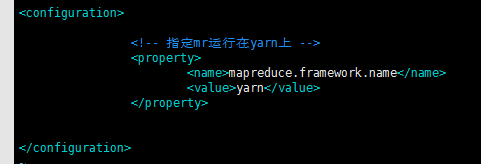 <configuration>
<!-- 指定mr运行在yarn上 -->
<property>
<name>mapreduce.framework.name</name>
<value>yarn</value>
</property>
</configuration>